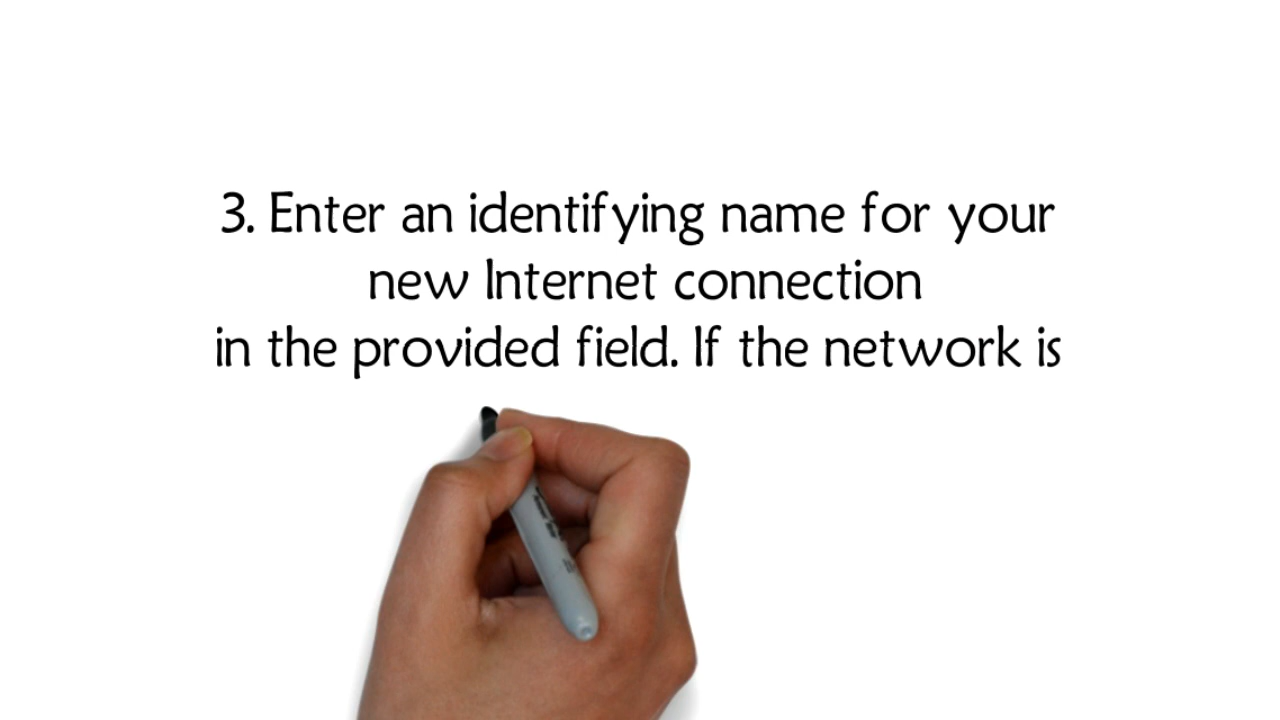 3. Enter an identifying name for your
new Internet connection
in the provided field. If the network is